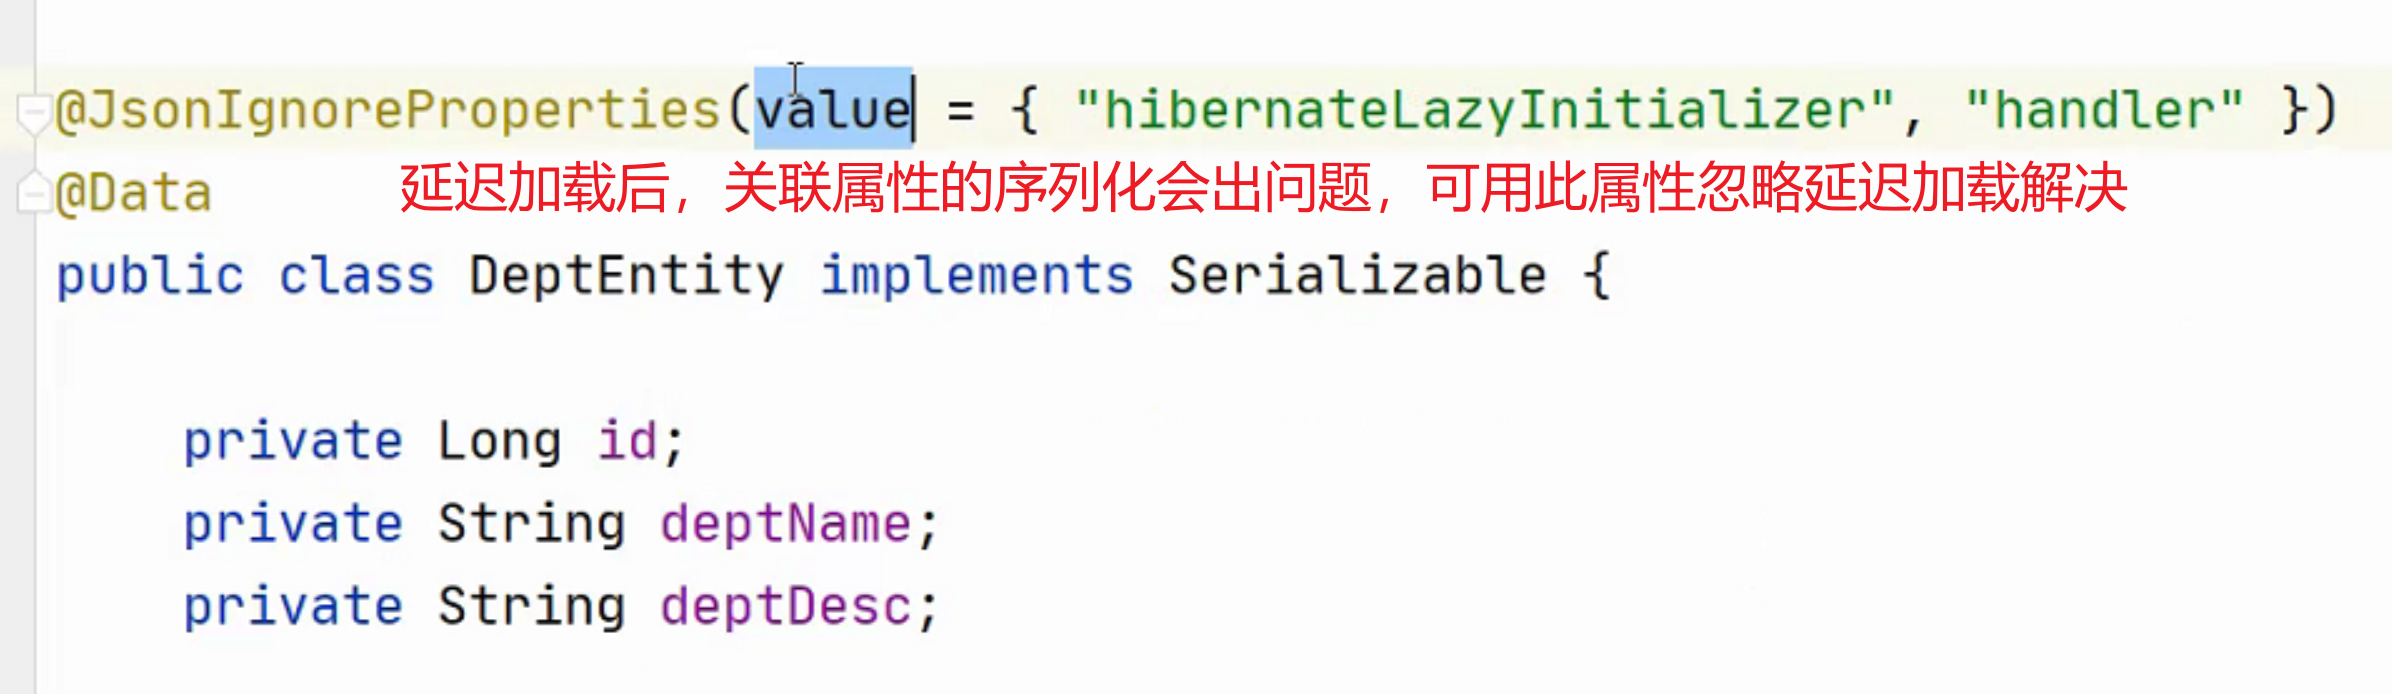 @JsonIgnoreProperties(value = { "hibernateLazyInitializer", "handler" })
@Data 延迟加载后，关联属性的序列化会出问题，可用此属性忽略延迟加载解决
public class DeptEntity implements Serializable {
private Long id;
private String deptName;
private String deptDesc;